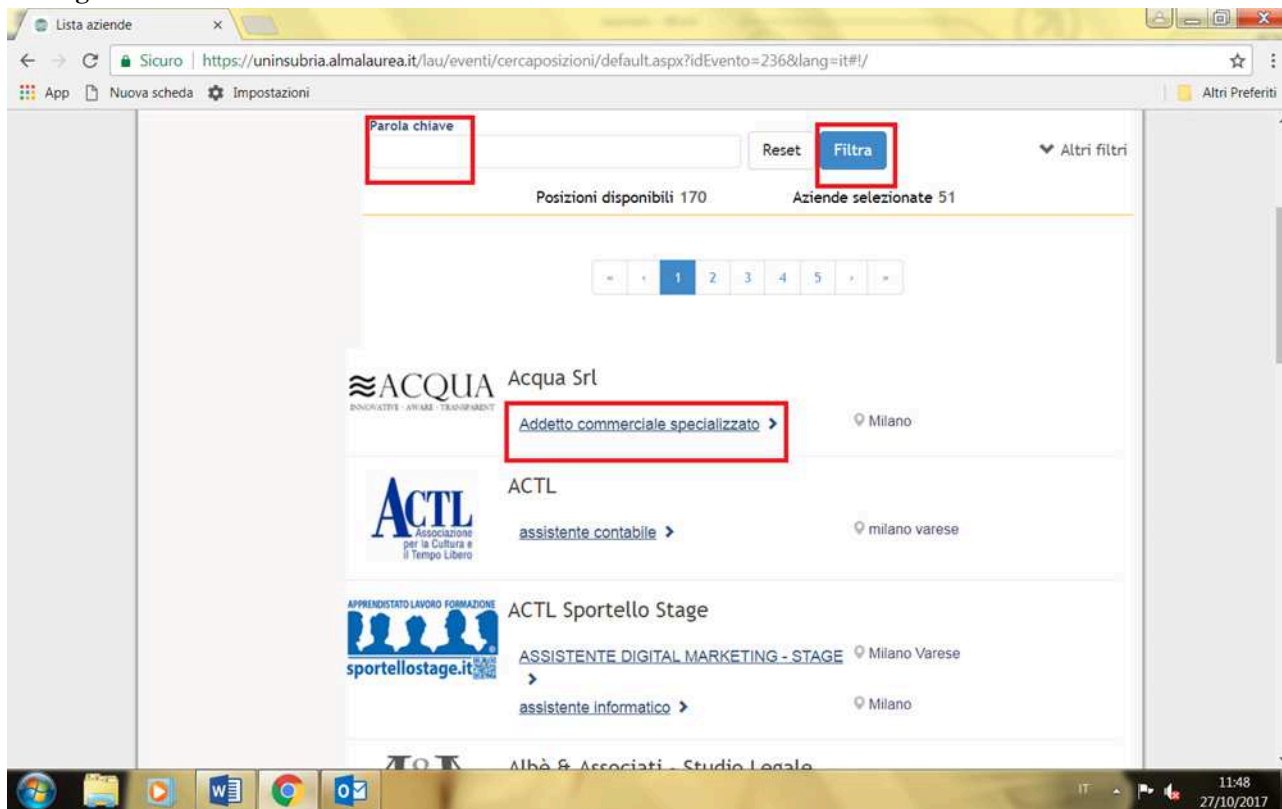 Lista aziende
Sicuro https://uninsubria.almalaurea.it/lau/eventi/cercaposizioni/default.aspx?idEvento=236&lang=it#!/
App Nuova scheda Impostazioni Altri Preferiti
Parola chiave
Reset Filtra Altri filtri
Posizioni disponibili 170 Aziende selezionate 51
« ‹ 1 2 3 4 5 › »
≋ACQUA Acqua Srl
INNOVATIVE · AWARE · TRANSPARENT
Addetto commerciale specializzato Milano
ACTL ACTL
Associazione
per la Cultura e
il Tempo Libero
assistente contabile milano varese
APPRENDISTATO LAVORO FORMAZIONE
ACTL Sportello Stage
sportellostage.it
ASSISTENTE DIGITAL MARKETING - STAGE Milano Varese
assistente informatico Milano
Albè & Associati - Studio Legale
IT 11:48
27/10/2017